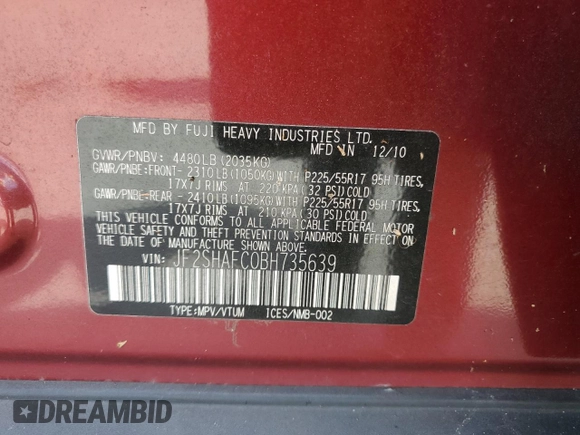 MFD BY FUJI HEAVY INDUSTRIES LTD.
MFD IN 12/10
GVWR/PNBV: 4480LB(2035KG)
GAWR/PNBE:FRONT- 2310LB(1050KG)WITH P225/55R17 95H TIRES,
17X7J RIMS AT 220 KPA(32 PSI)COLD
GAWR/PNBE-REAR - 2410LB(1095KG)WITH P225/55R17 95H TIRES,
17X7J RIMS AT 210 KPA(30 PSI)COLD
THIS VEHICLE CONFORMS TO ALL APPLICABLE FEDERAL MOTOR
VEHICLE SAFETY AND THEFT PREVENTION STANDARDS IN EFFECT
ON THE DATE OF MANUFACTURE SHOWN ABOVE.
VIN: JF2SHAFC0BH735639
TYPE:MPV/VTUM ICES/NMB-002
DREAMBID